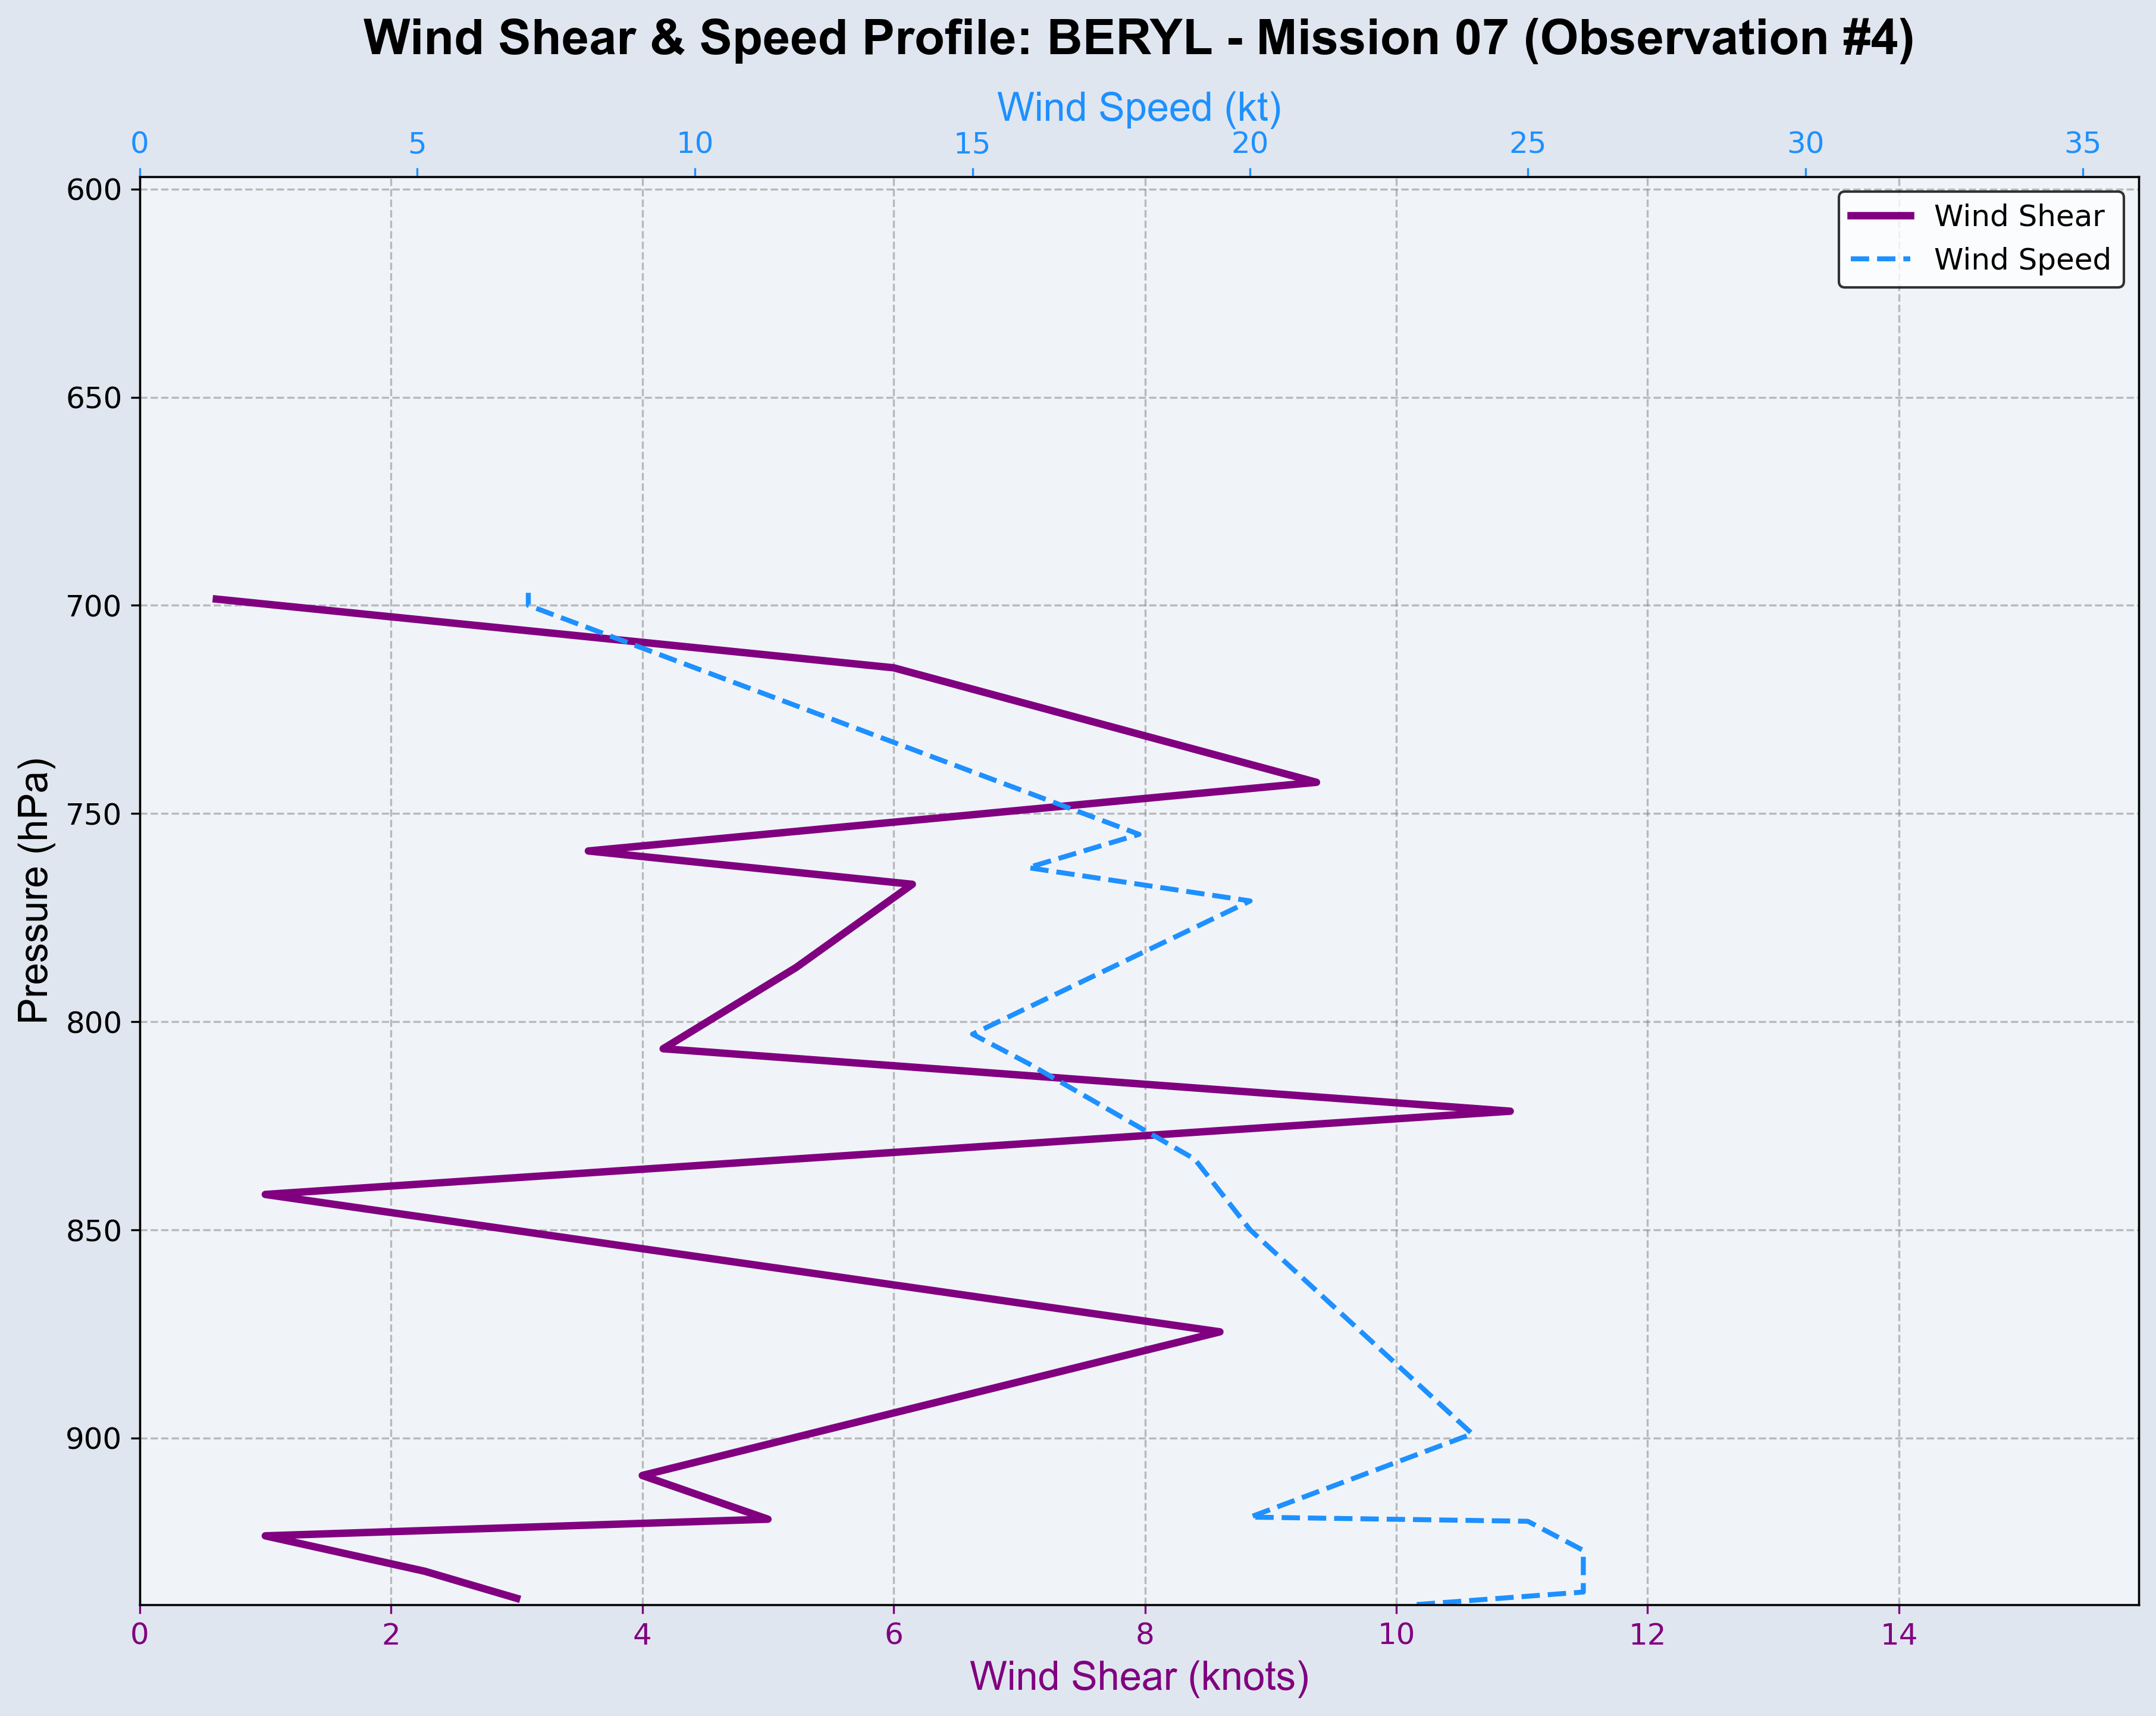 Wind Shear & Speed Profile: BERYL - Mission 07 (Observation #4)
Wind Speed (kt)
0 5 10 15 20 25 30 35
Wind Shear
Wind Speed
Pressure (hPa)
600
650
700
750
800
850
900
0 2 4 6 8 10 12 14
Wind Shear (knots)